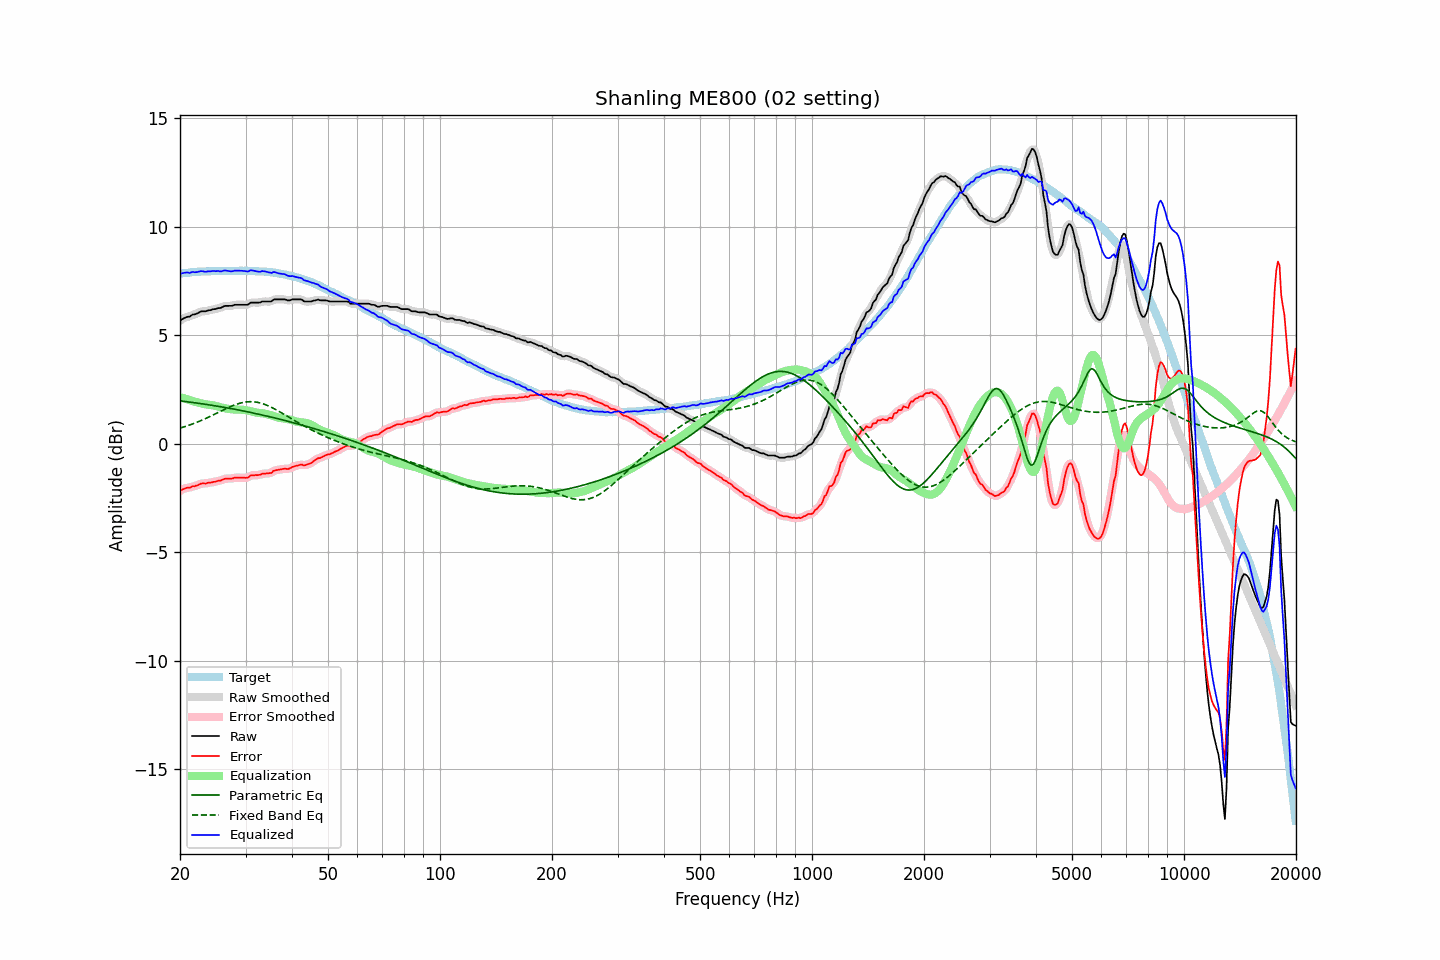 Shanling ME800 (02 setting)
15
10
5
0
−5
−10
−15
Amplitude (dBr)
Target
Raw Smoothed
Error Smoothed
Raw
Error
Equalization
Parametric Eq
Fixed Band Eq
Equalized
20 50 100 200 500 1000 2000 5000 10000 20000
Frequency (Hz)